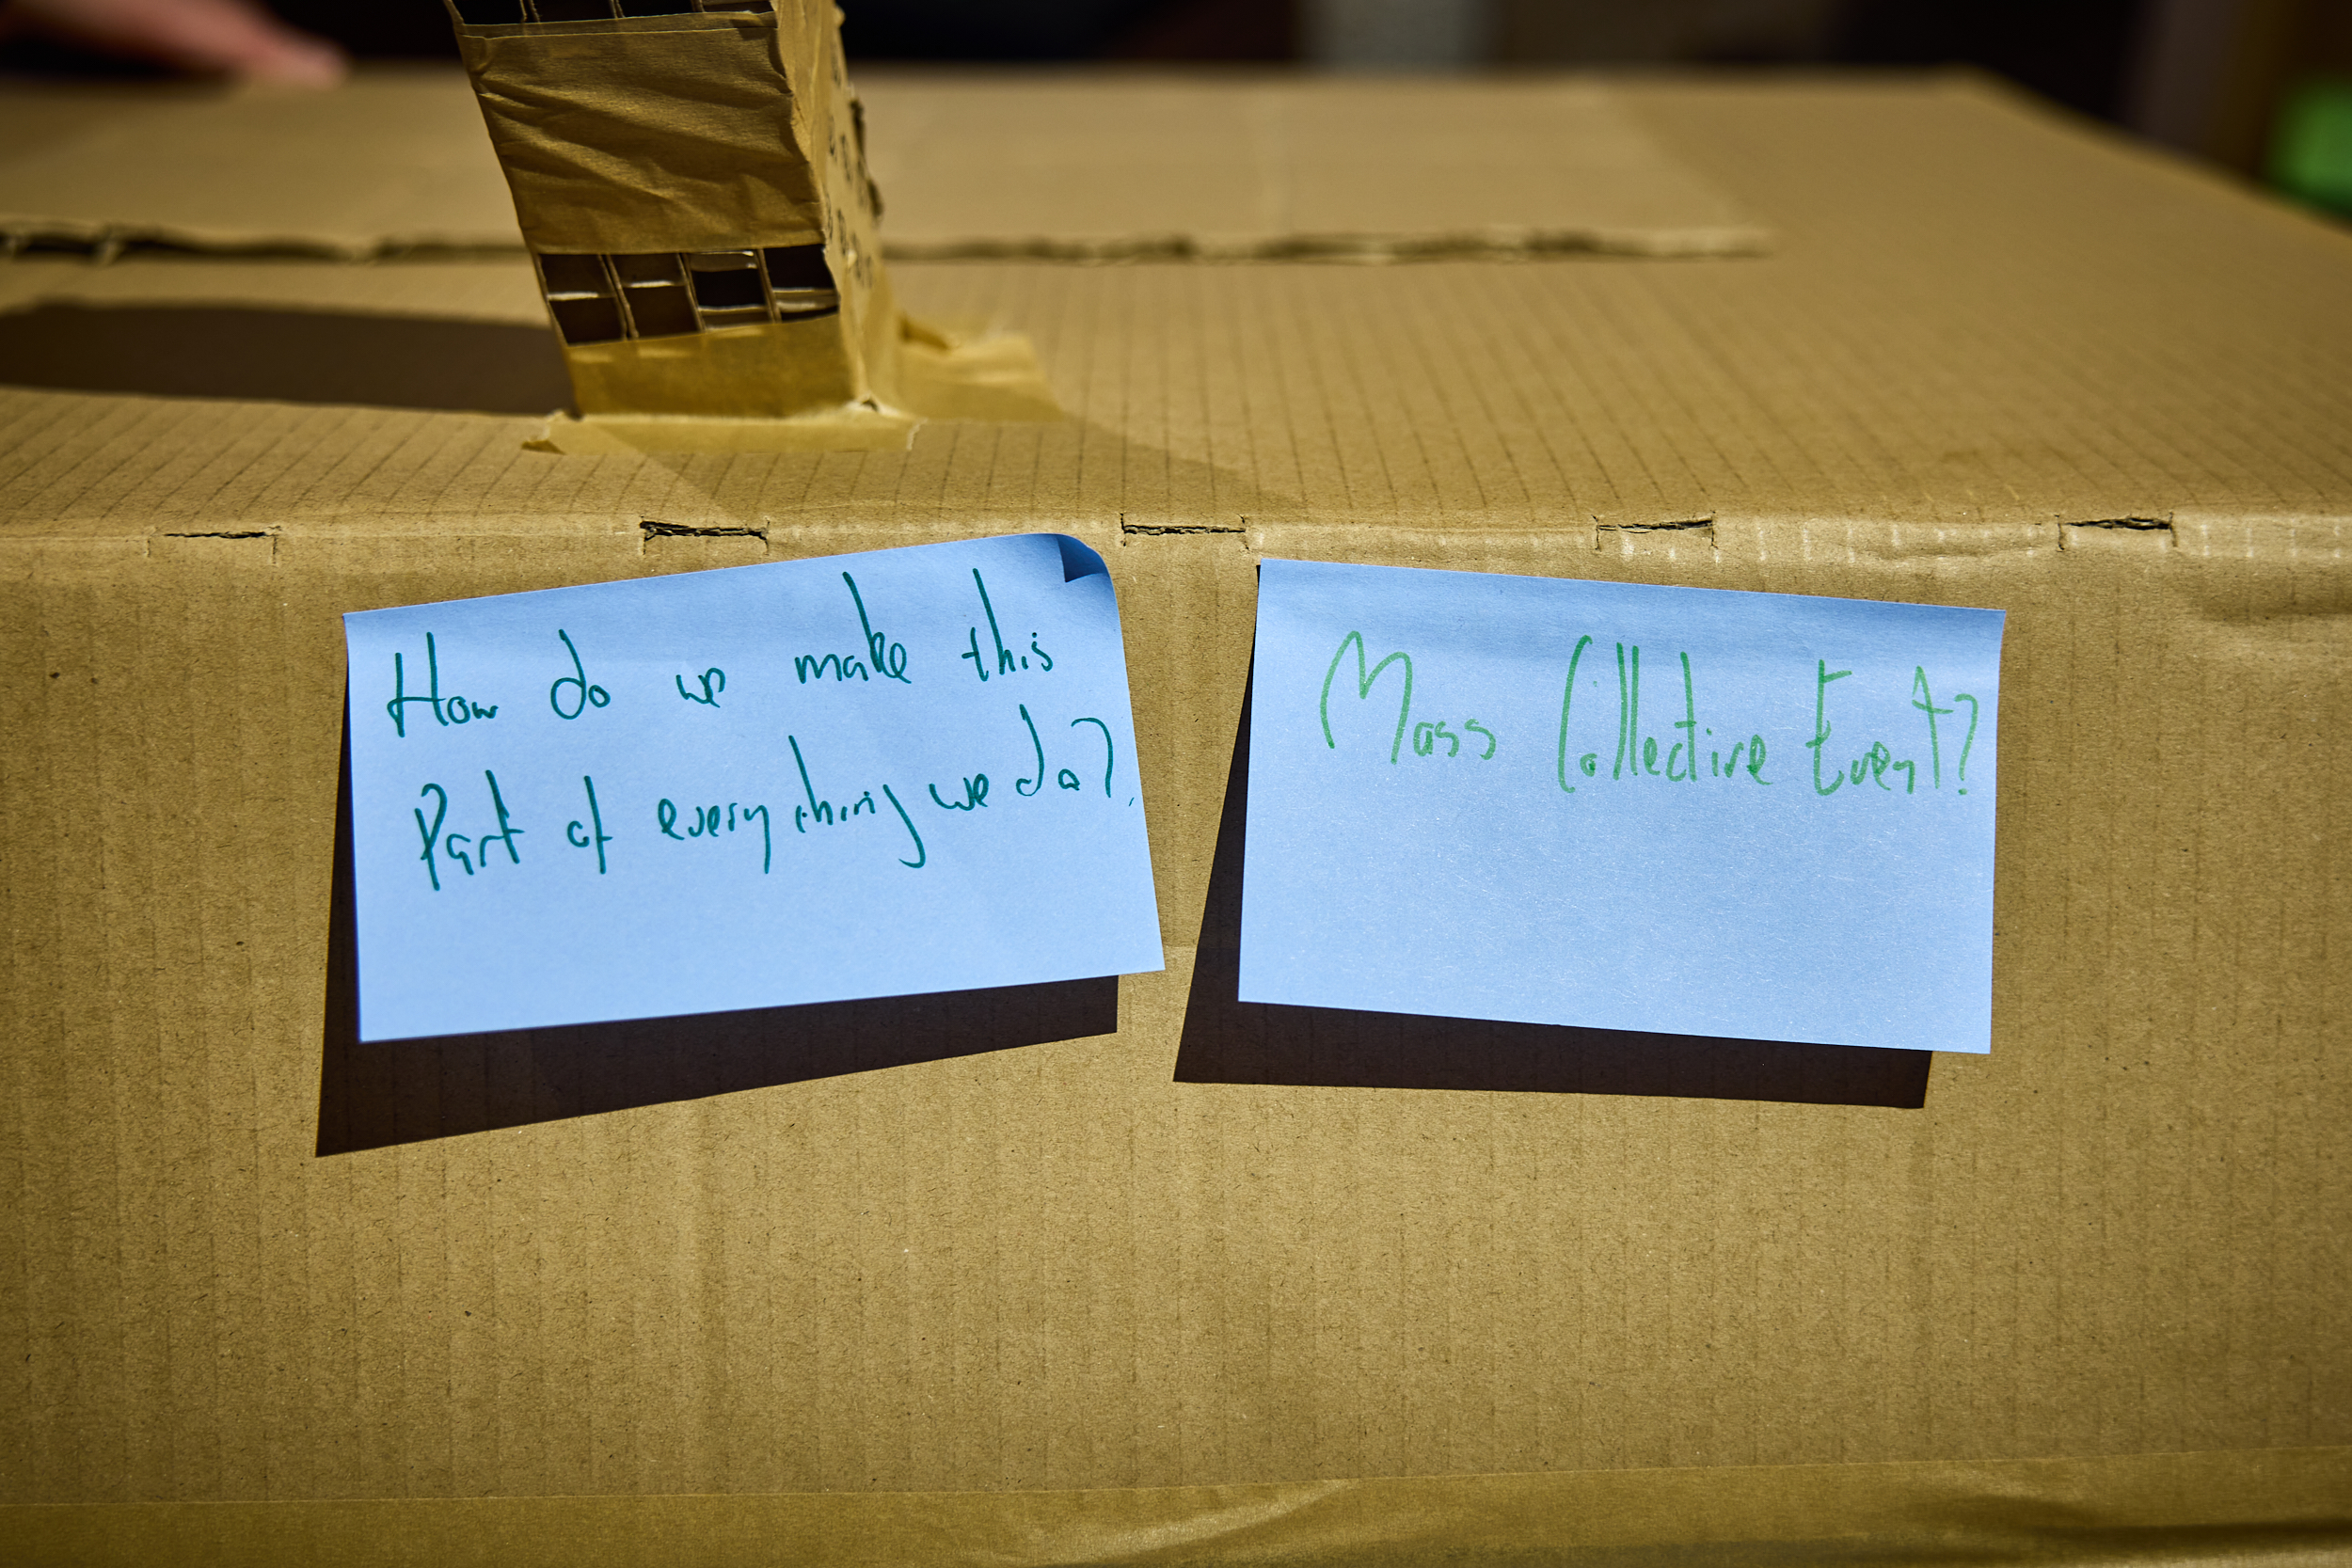 How do we make this
Part of everything we do?
Mass Collective Event?